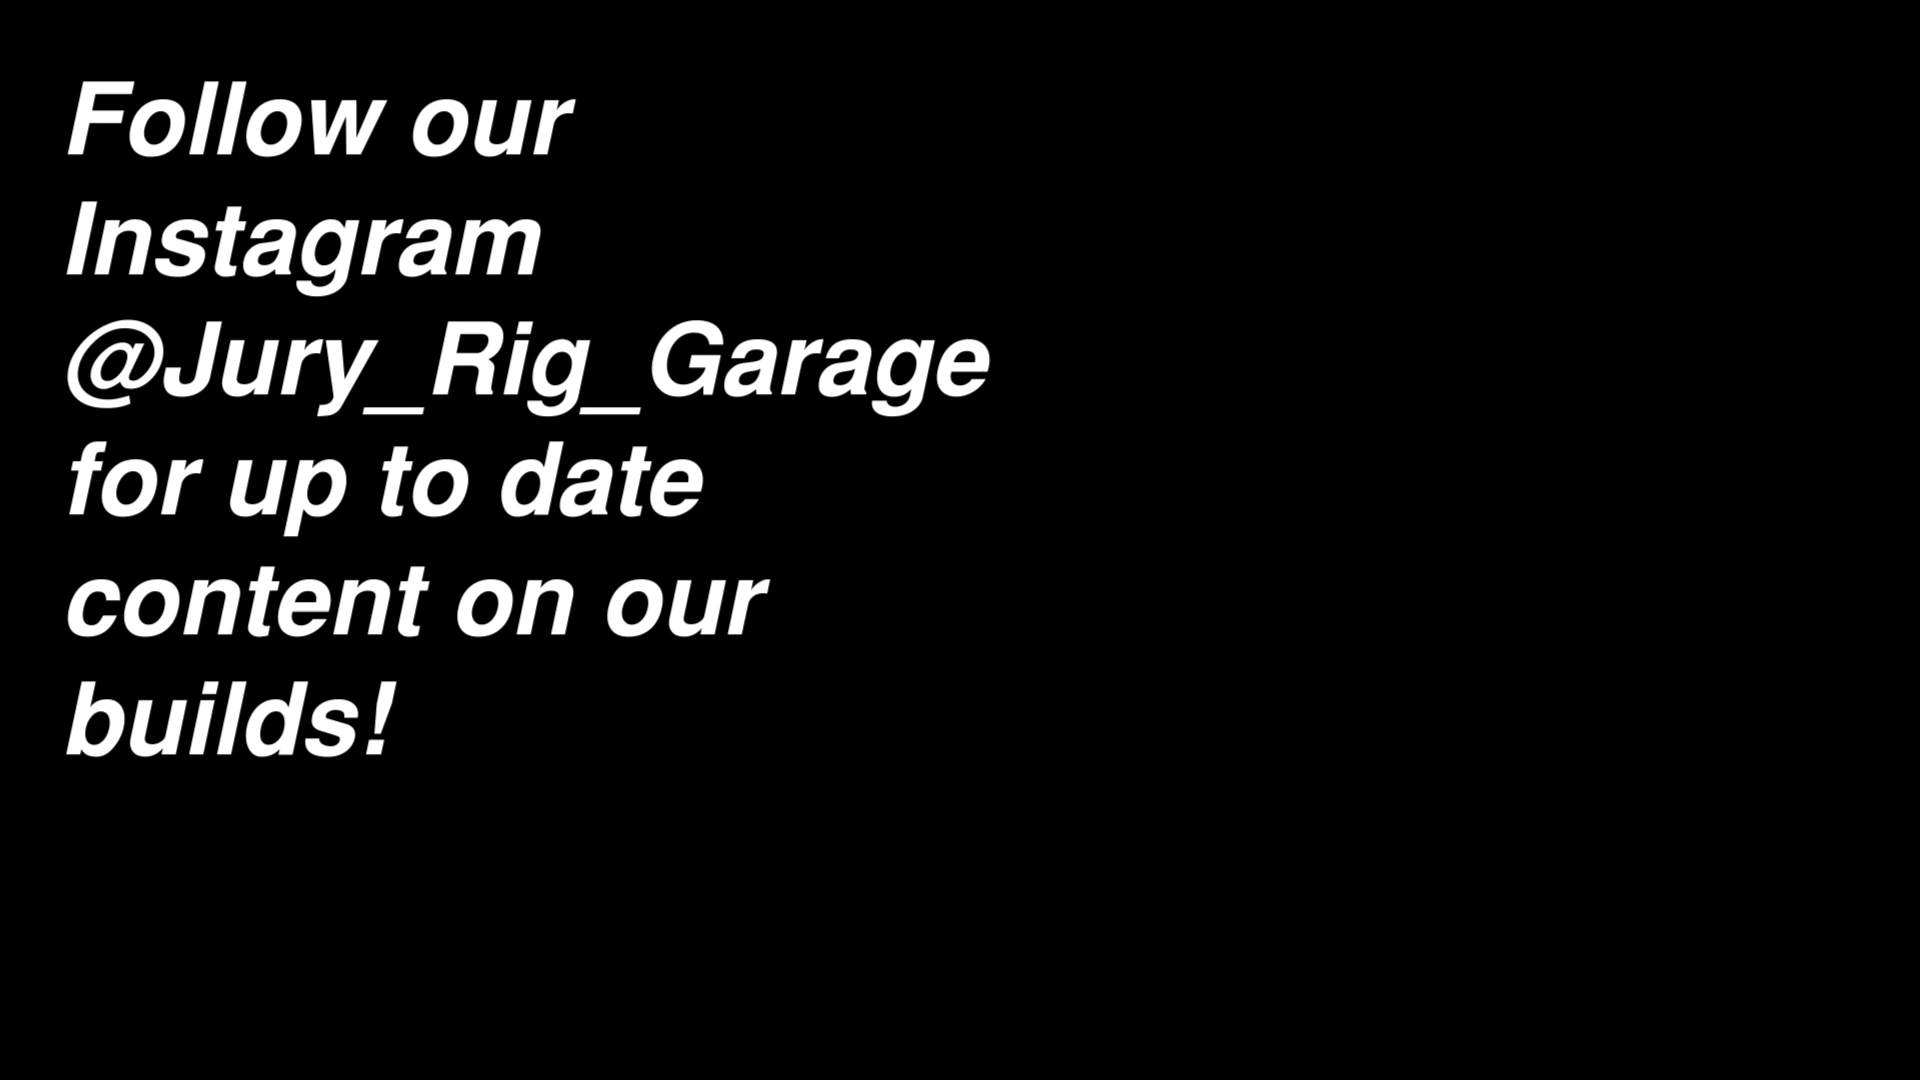 Follow our
Instagram
@Jury_Rig_Garage
for up to date
content on our
builds!